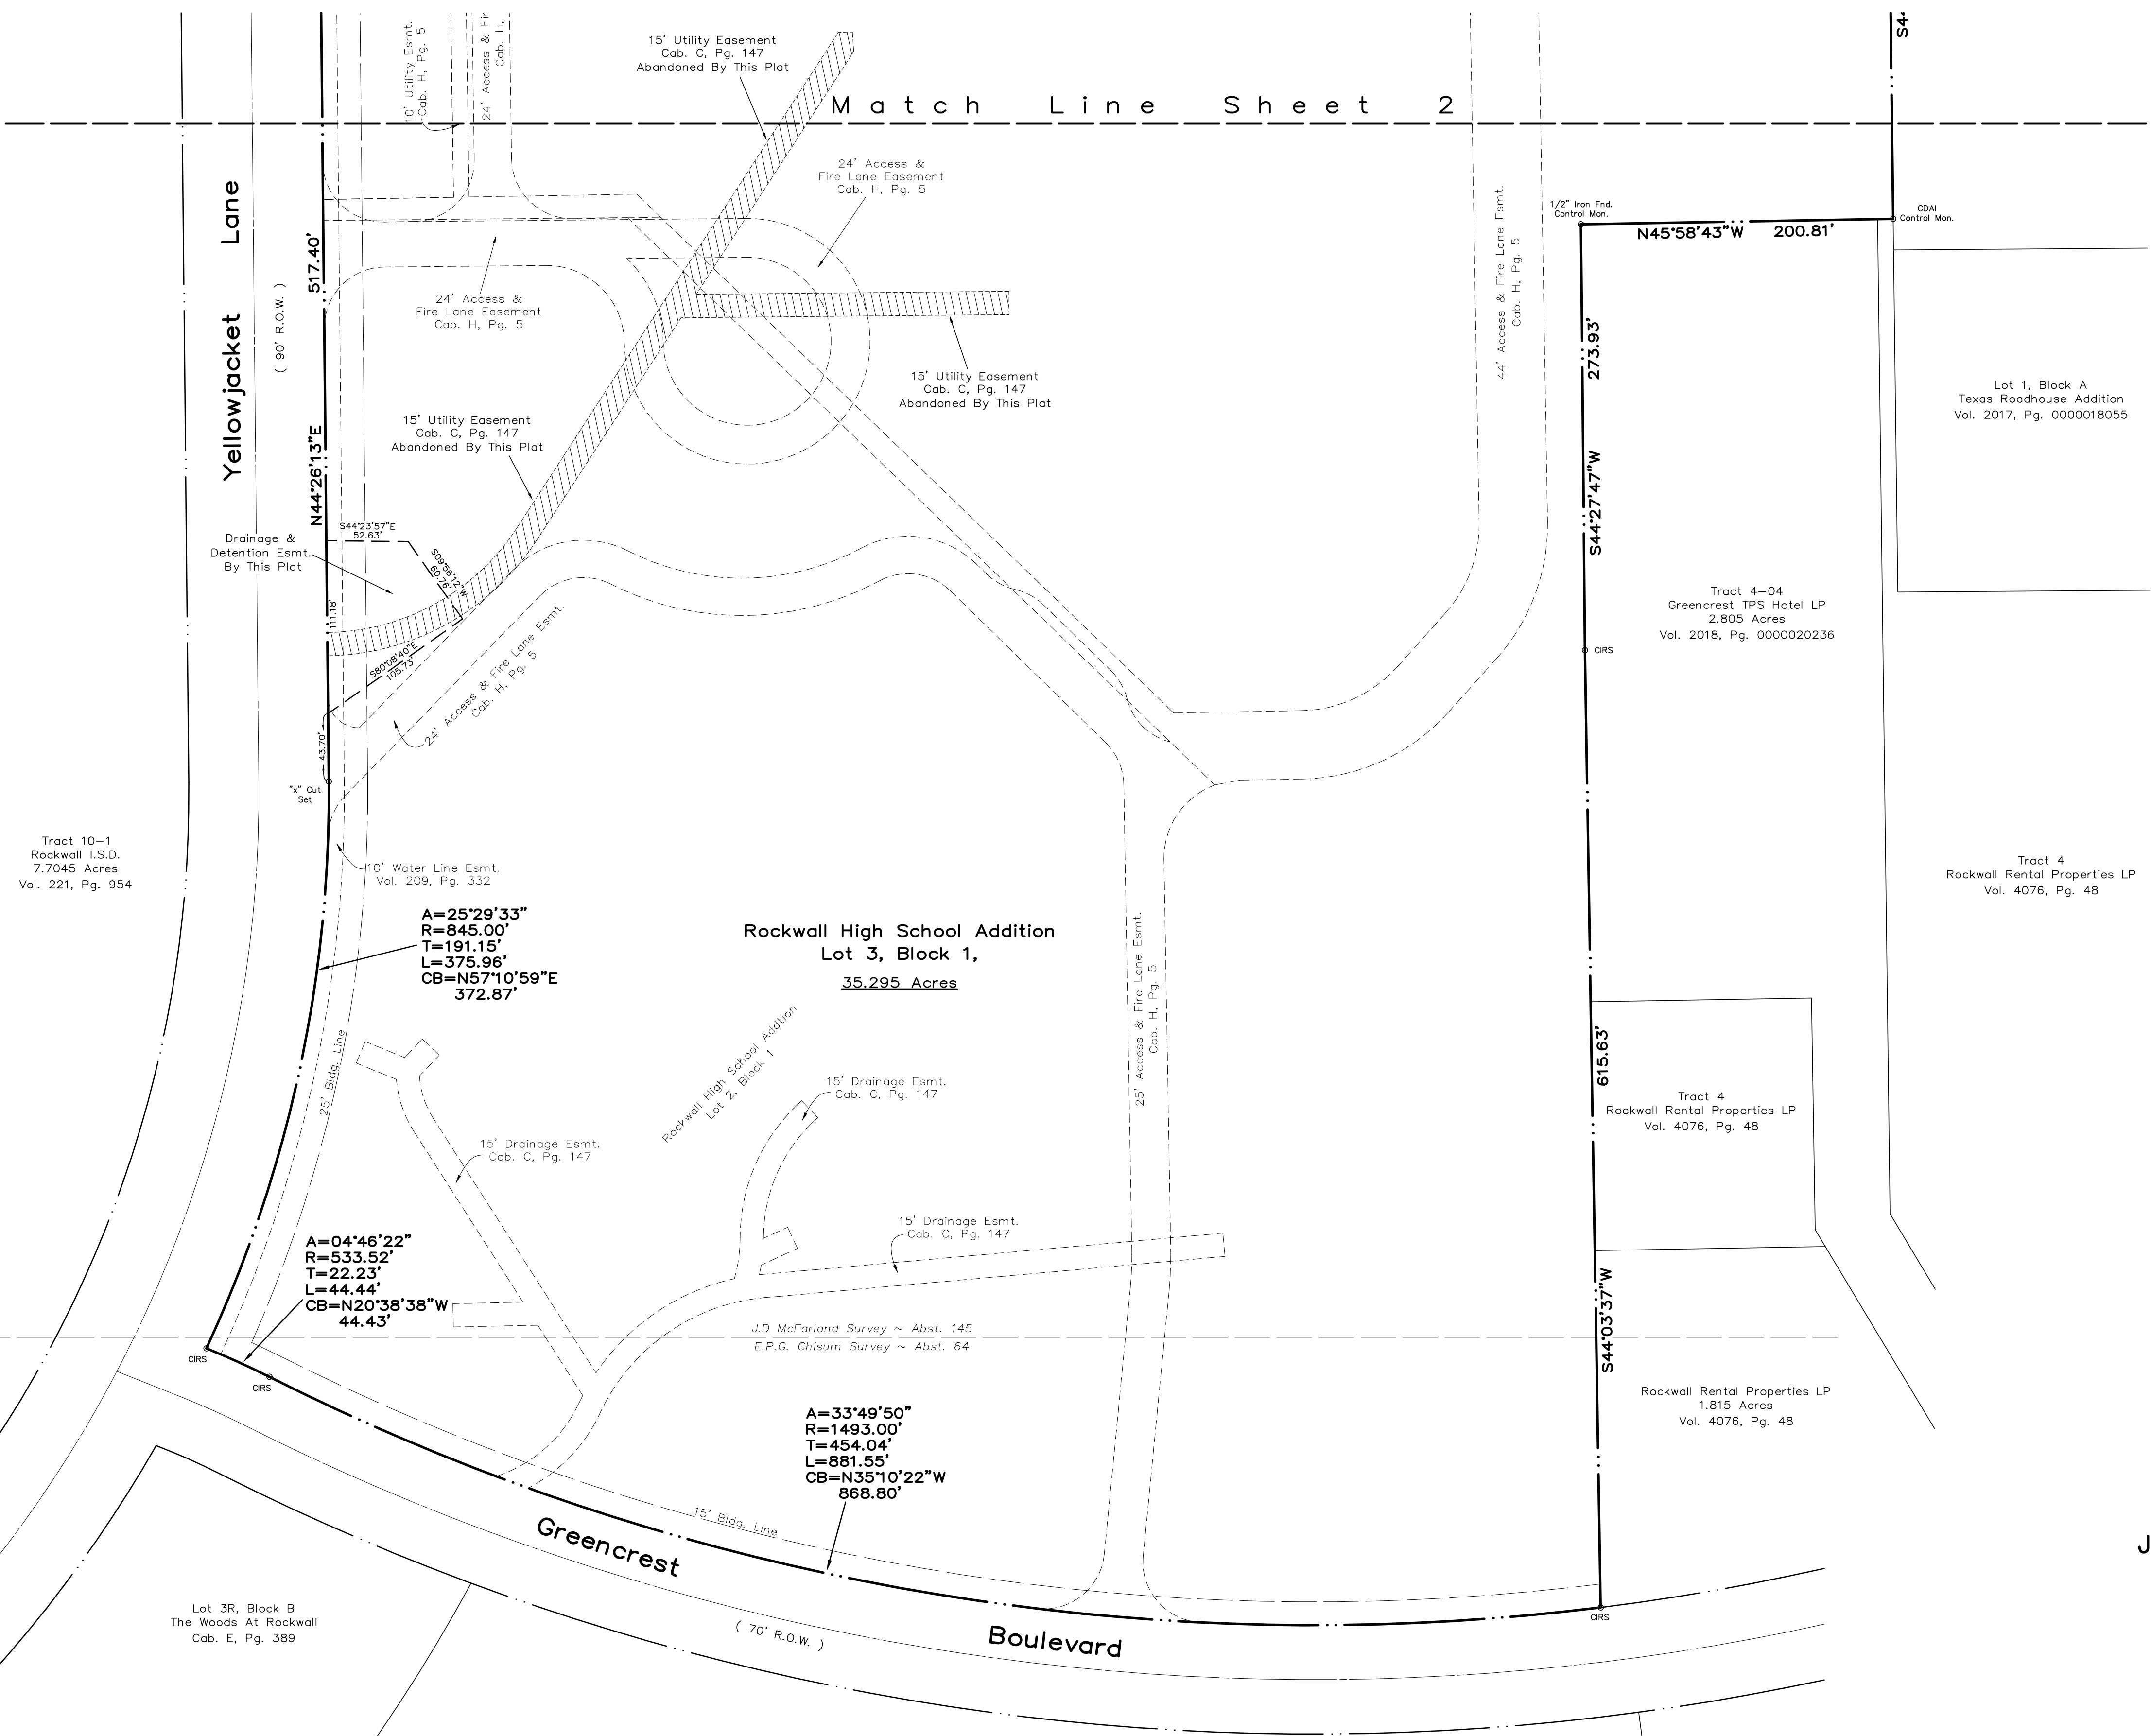 10' Utility Esmt.
Cab. H, Pg. 5
24' Access & Fir
Cab. H,
15' Utility Easement
Cab. C, Pg. 147
Abandoned By This Plat
S4
Match Line Sheet 2
Yellowjacket Lane
( 90' R.O.W. )
517.40'
N44°26'13"E
24' Access &
Fire Lane Easement
Cab. H, Pg. 5
24' Access &
Fire Lane Easement
Cab. H, Pg. 5
15' Utility Easement
Cab. C, Pg. 147
Abandoned By This Plat
15' Utility Easement
Cab. C, Pg. 147
Abandoned By This Plat
44' Access & Fire Lane Esmt.
Cab. H, Pg. 5
1/2" Iron Fnd.
Control Mon.
N45°58'43"W 200.81'
CDAI
Control Mon.
273.93'
S44°27'47"W
Lot 1, Block A
Texas Roadhouse Addition
Vol. 2017, Pg. 0000018055
Drainage &
Detention Esmt.
By This Plat
S44°23'57"E
52.63'
S09°56'12"W
60.76'
111.18'
S80°08'40"E
105.73'
43.70'
"x" Cut
Set
24' Access & Fire Lane Esmt.
Cab. H, Pg. 5
Tract 4-04
Greencrest TPS Hotel LP
2.805 Acres
Vol. 2018, Pg. 0000020236
CIRS
Tract 10-1
Rockwall I.S.D.
7.7045 Acres
Vol. 221, Pg. 954
10' Water Line Esmt.
Vol. 209, Pg. 332
A=25°29'33"
R=845.00'
T=191.15'
L=375.96'
CB=N57°10'59"E
372.87'
Rockwall High School Addition
Lot 3, Block 1,
35.295 Acres
Tract 4
Rockwall Rental Properties LP
Vol. 4076, Pg. 48
25' Access & Fire Lane Esmt.
Cab. H, Pg. 5
25' Bldg. Line
Rockwall High School Addtion
Lot 2, Block 1
15' Drainage Esmt.
Cab. C, Pg. 147
15' Drainage Esmt.
Cab. C, Pg. 147
615.63'
S44°03'37"W
Tract 4
Rockwall Rental Properties LP
Vol. 4076, Pg. 48
15' Drainage Esmt.
Cab. C, Pg. 147
A=04°46'22"
R=533.52'
T=22.23'
L=44.44'
CB=N20°38'38"W
44.43'
J.D McFarland Survey ~ Abst. 145
E.P.G. Chisum Survey ~ Abst. 64
CIRS
CIRS
Rockwall Rental Properties LP
1.815 Acres
Vol. 4076, Pg. 48
A=33°49'50"
R=1493.00'
T=454.04'
L=881.55'
CB=N35°10'22"W
868.80'
15' Bldg. Line
Greencrest Boulevard
( 70' R.O.W. )
CIRS
J
Lot 3R, Block B
The Woods At Rockwall
Cab. E, Pg. 389